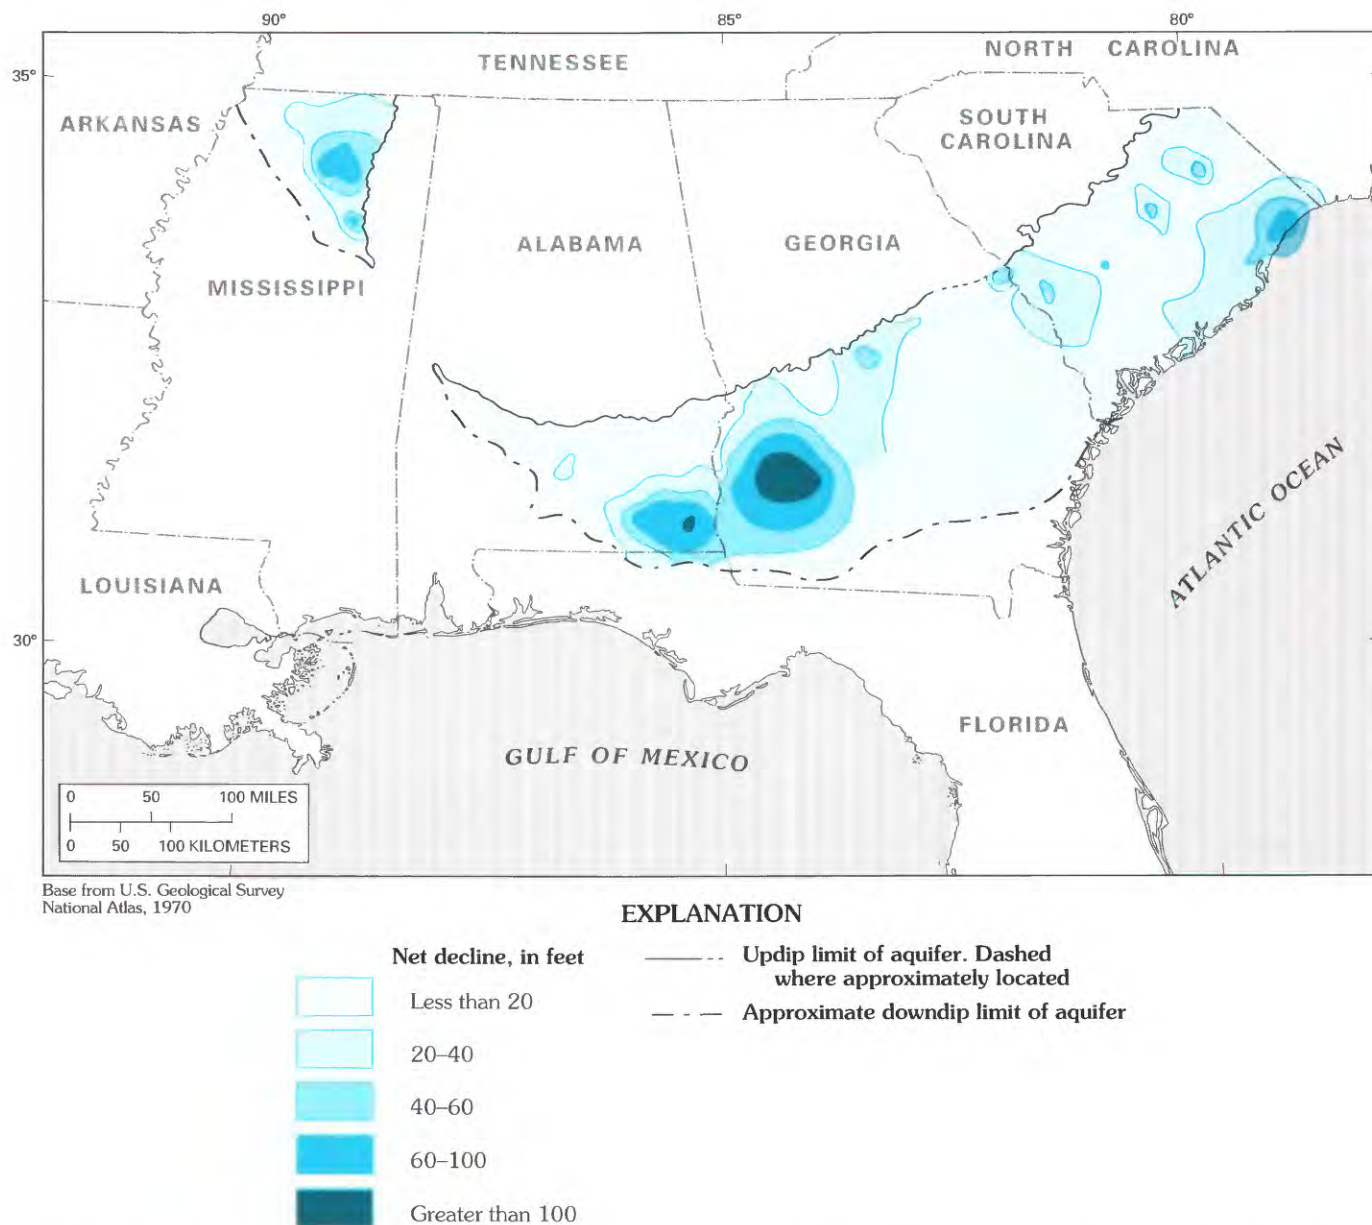 90° 85° 80°
35°
TENNESSEE
NORTH CAROLINA
ARKANSAS
SOUTH
CAROLINA
ALABAMA
GEORGIA
MISSISSIPPI
ATLANTIC OCEAN
LOUISIANA
30°
FLORIDA
GULF OF MEXICO
0 50 100 MILES
0 50 100 KILOMETERS
90° 85° 80°
Base from U.S. Geological Survey
National Atlas, 1970
EXPLANATION
Net decline, in feet
Less than 20
20–40
40–60
60–100
Greater than 100
Updip limit of aquifer. Dashed
where approximately located
Approximate downdip limit of aquifer